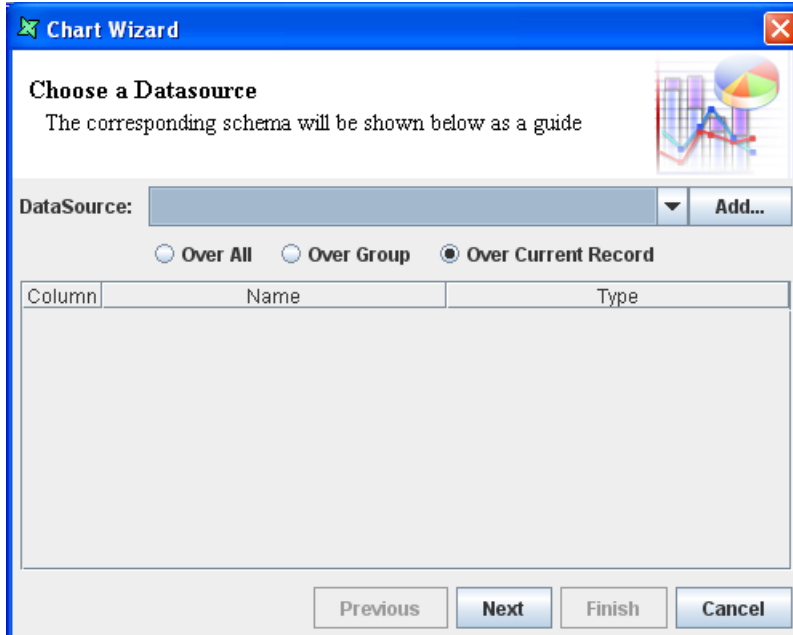 Chart Wizard
Choose a Datasource
The corresponding schema will be shown below as a guide
DataSource: Add...
Over All Over Group Over Current Record
Column Name Type
Previous Next Finish Cancel